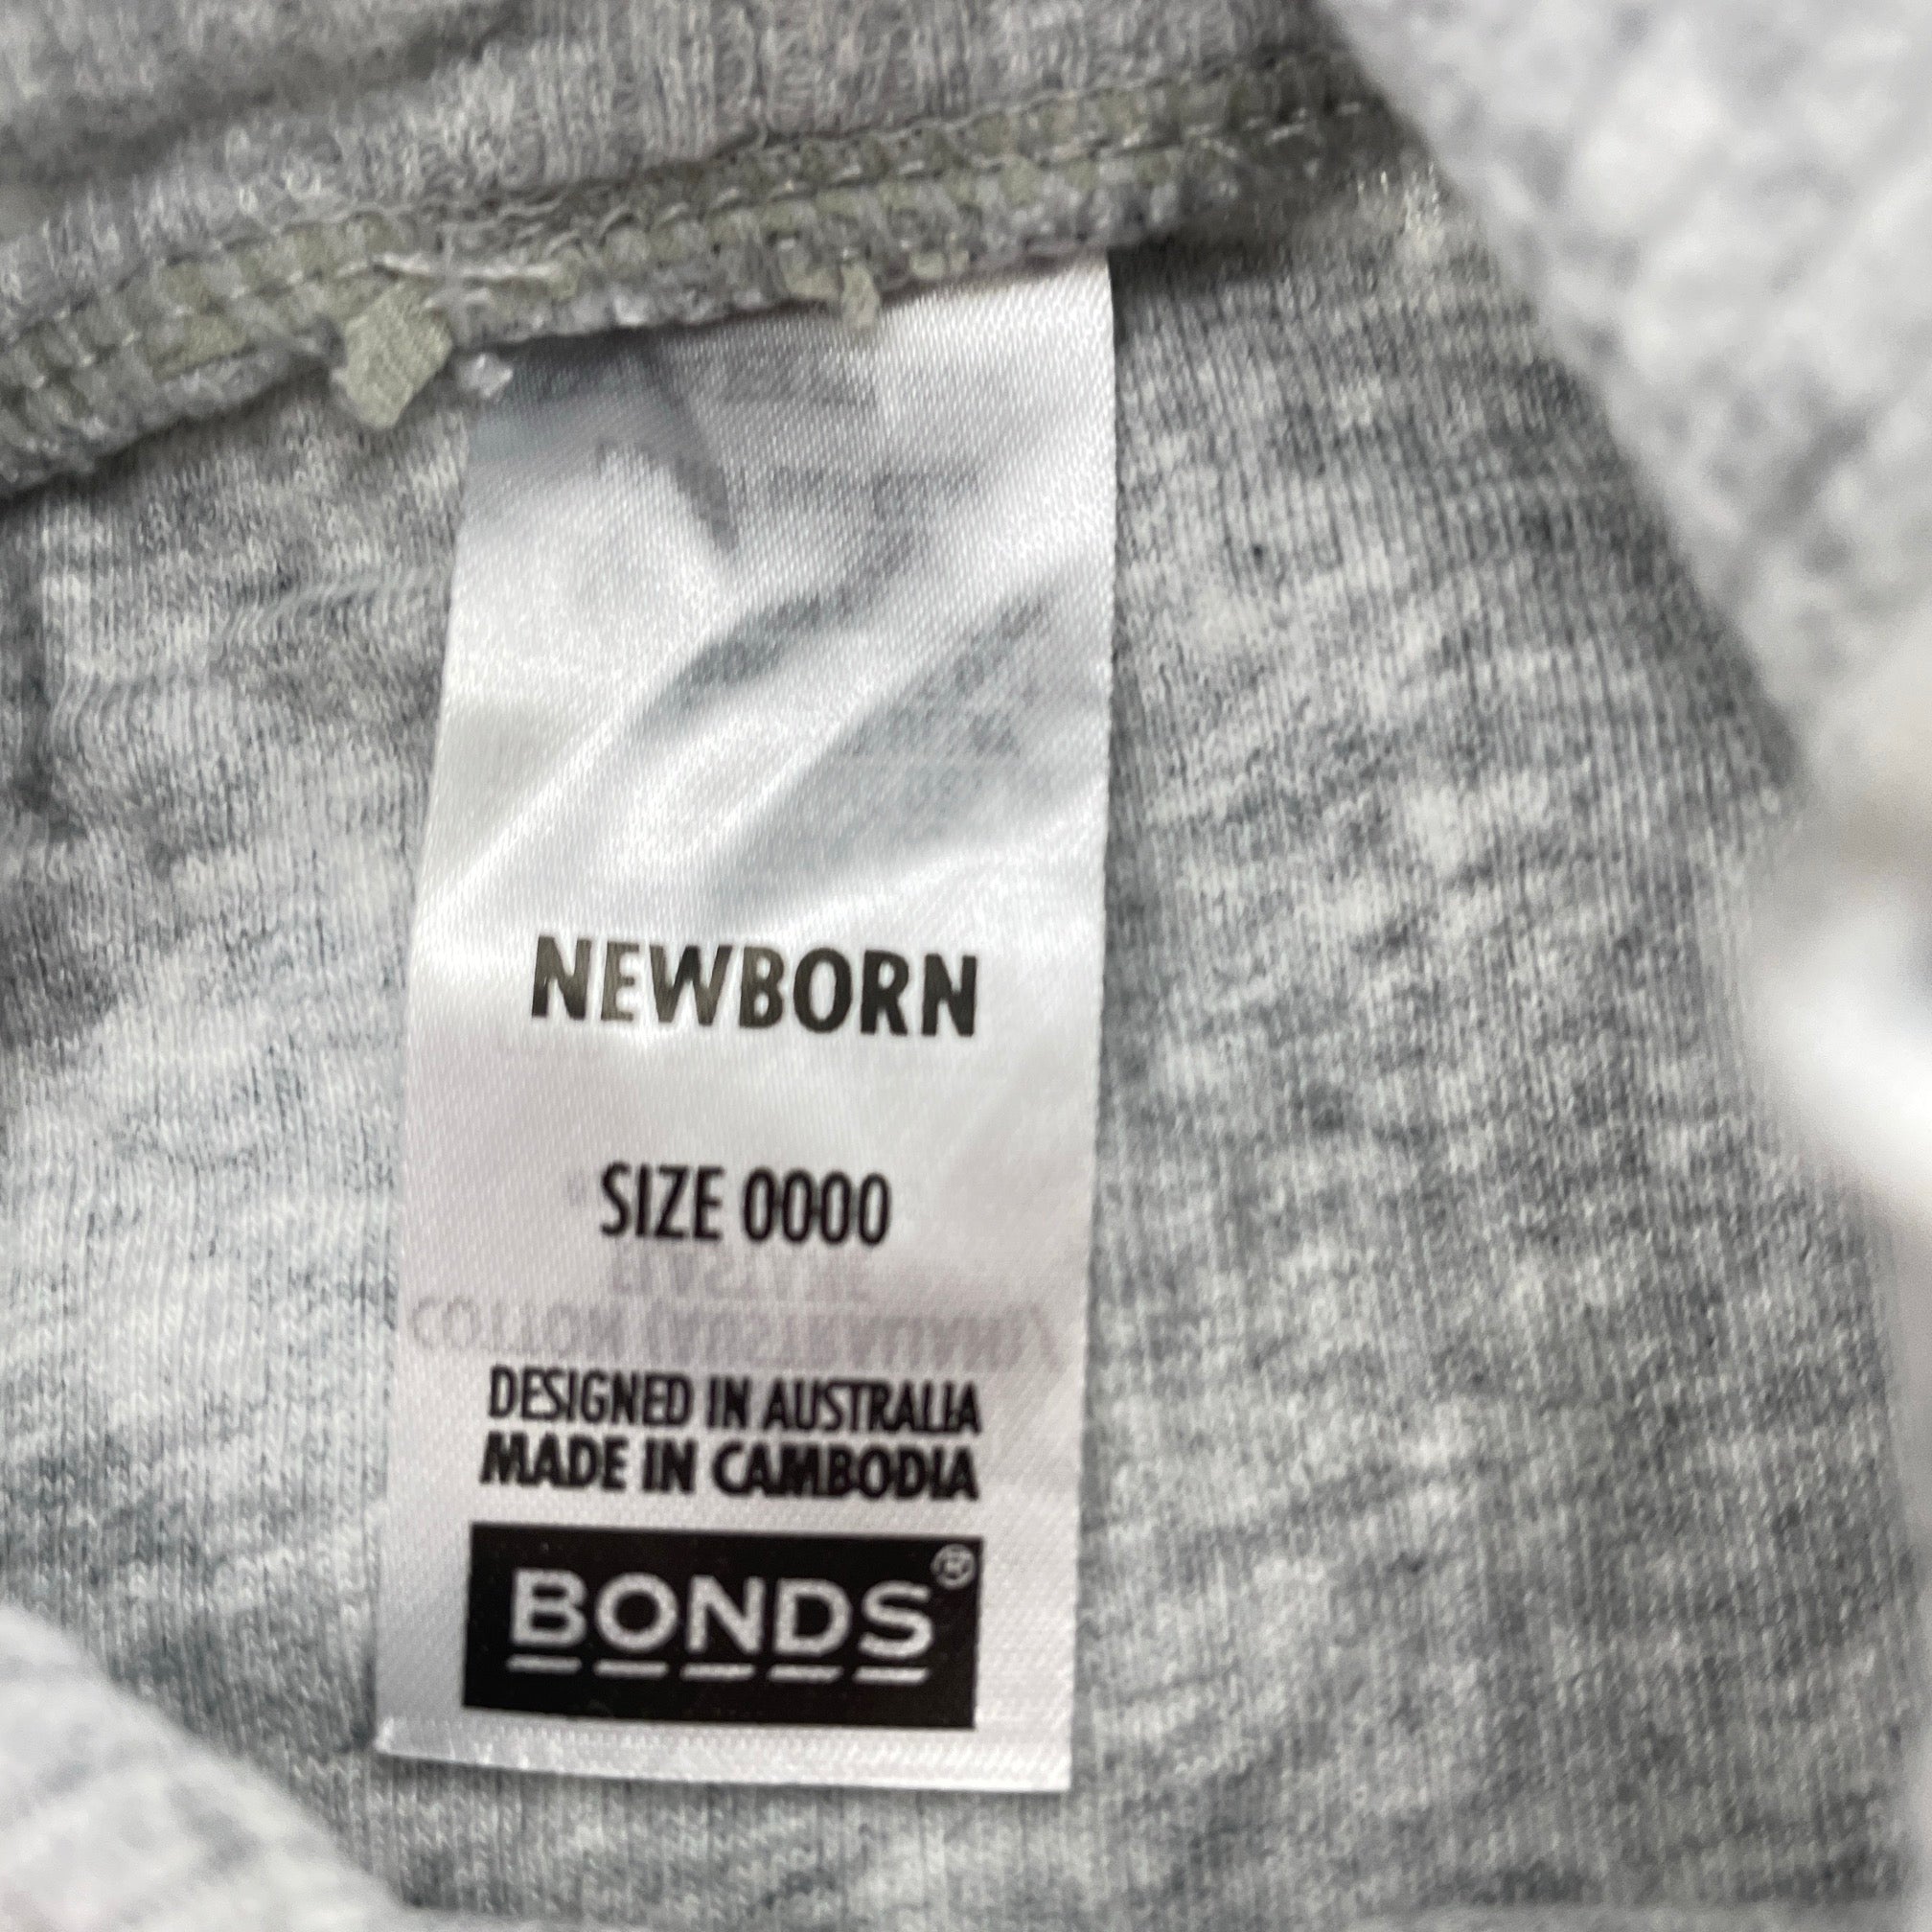 NEWBORN
SIZE 0000
DESIGNED IN AUSTRALIA
MADE IN CAMBODIA
BONDS®